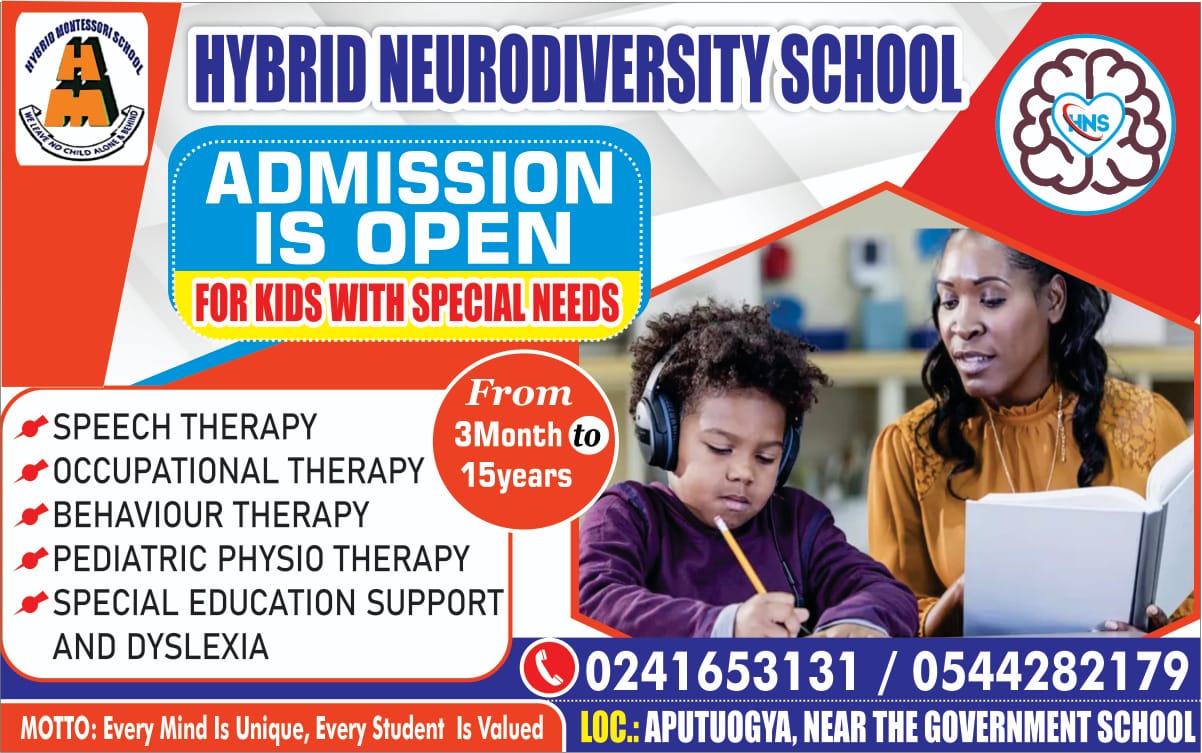 HYBRID MONTESSORI SCHOOL
HM
WE LEAVE NO CHILD ALONE & BEHIND
HYBRID NEURODIVERSITY SCHOOL
HNS
ADMISSION
IS OPEN
FOR KIDS WITH SPECIAL NEEDS
From
3Month to
15years
SPEECH THERAPY
OCCUPATIONAL THERAPY
BEHAVIOUR THERAPY
PEDIATRIC PHYSIO THERAPY
SPECIAL EDUCATION SUPPORT
AND DYSLEXIA
0241653131 / 0544282179
MOTTO: Every Mind Is Unique, Every Student Is Valued
LOC.: APUTUOGYA, NEAR THE GOVERNMENT SCHOOL